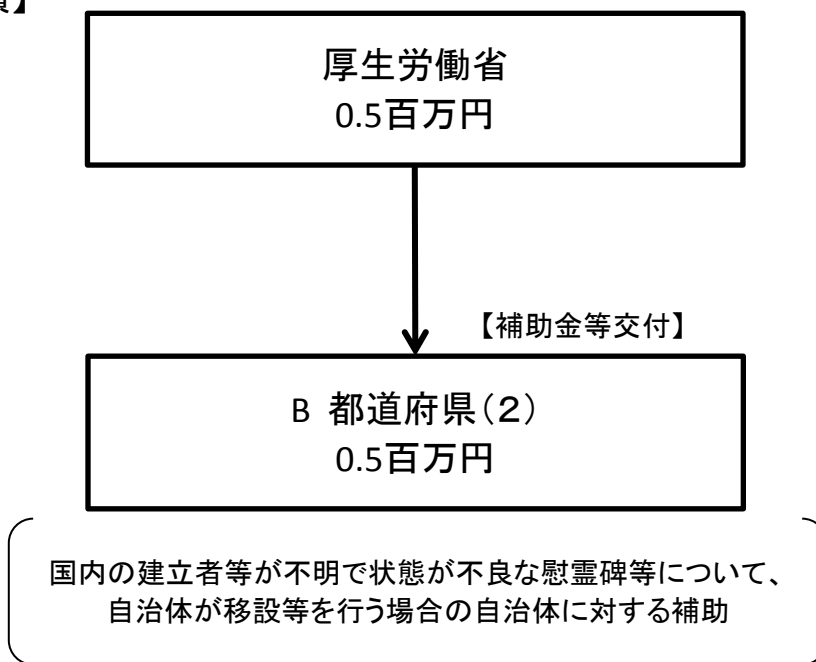 】
厚生労働省
0.5百万円
【補助金等交付】
B 都道府県(2)
0.5百万円
国内の建立者等が不明で状態が不良な慰霊碑等について、
自治体が移設等を行う場合の自治体に対する補助